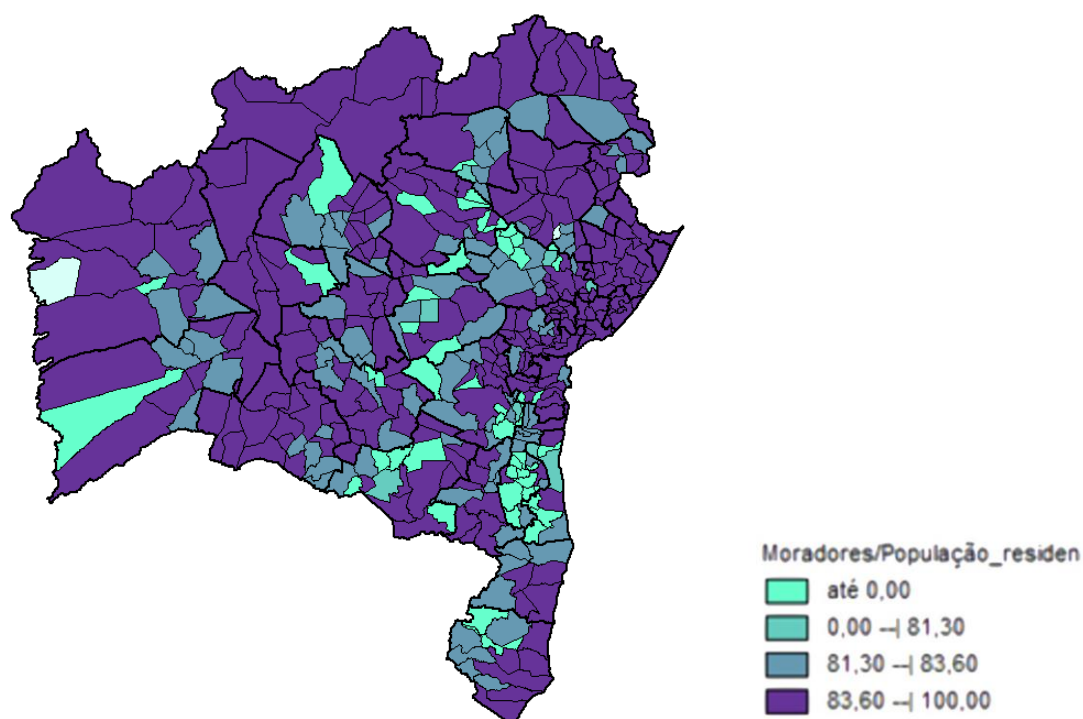 Moradores/População_residen
até 0,00
0,00 --| 81,30
81,30 --| 83,60
83,60 --| 100,00